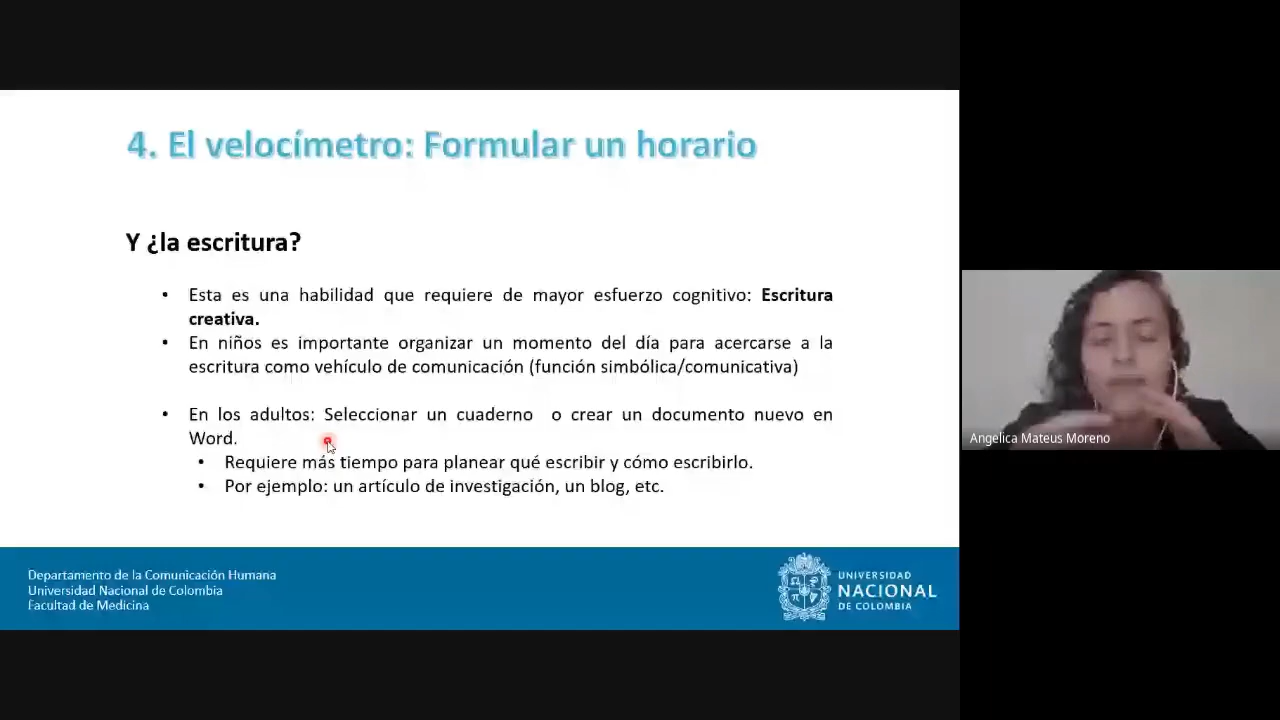 4. El velocímetro: Formular un horario
Y ¿la escritura?
• Esta es una habilidad que requiere de mayor esfuerzo cognitivo: Escritura
creativa.
• En niños es importante organizar un momento del día para acercarse a la
escritura como vehículo de comunicación (función simbólica/comunicativa)
• En los adultos: Seleccionar un cuaderno o crear un documento nuevo en
Word.
• Requiere más tiempo para planear qué escribir y cómo escribirlo.
• Por ejemplo: un artículo de investigación, un blog, etc.
Departamento de la Comunicación Humana
Universidad Nacional de Colombia
Facultad de Medicina
UNIVERSIDAD
NACIONAL
DE COLOMBIA
Angelica Mateus Moreno